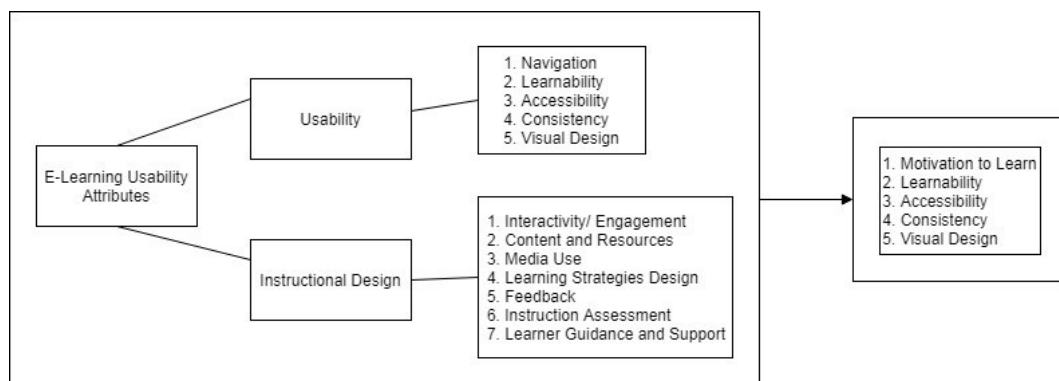 E-Learning Usability
Attributes
Usability
1. Navigation
2. Learnability
3. Accessibility
4. Consistency
5. Visual Design
Instructional Design
1. Interactivity/ Engagement
2. Content and Resources
3. Media Use
4. Learning Strategies Design
5. Feedback
6. Instruction Assessment
7. Learner Guidance and Support
1. Motivation to Learn
2. Learnability
3. Accessibility
4. Consistency
5. Visual Design